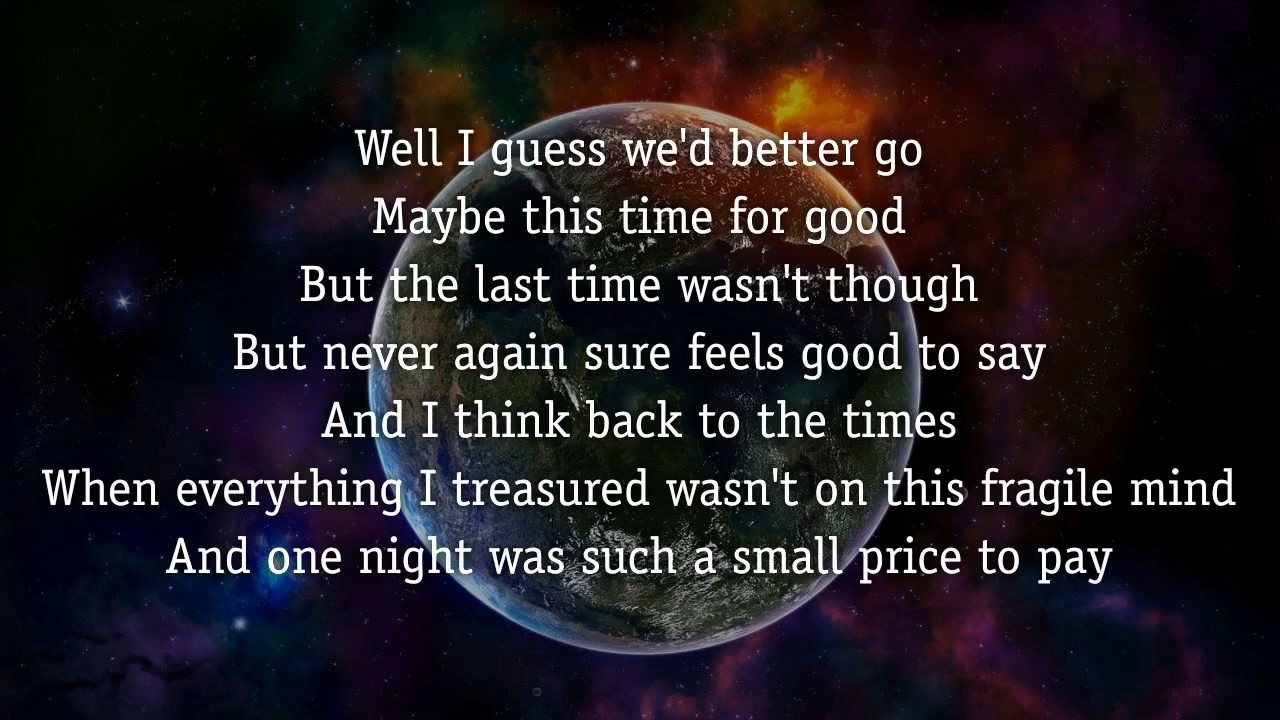 Well I guess we'd better go
Maybe this time for good
But the last time wasn't though
But never again sure feels good to say
And I think back to the times
When everything I treasured wasn't on this fragile mind
And one night was such a small price to pay